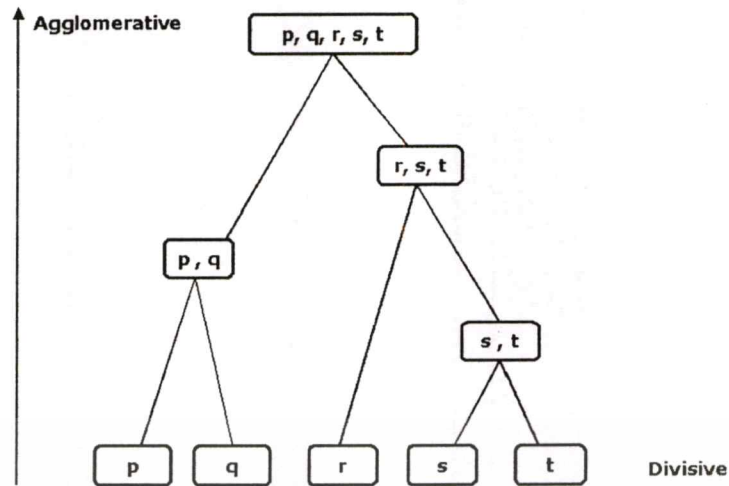 Agglomerative
p, q, r, s, t
r, s, t
p , q
s , t
p
q
r
s
t
Divisive